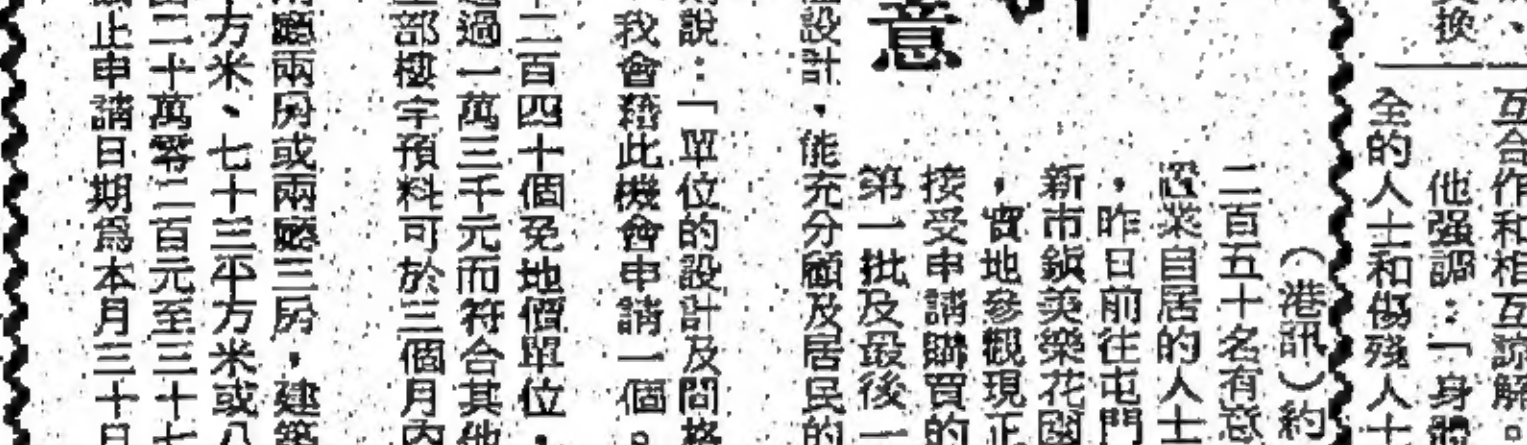 互合作和相互諒解。
換
他强調：「身體
全的人士和傷殘人士
意
（港訊）約
二百五十名有意
置業自居的人士
，昨日前往屯門
新市鎮美樂花園
，實地參觀現正
接受申請購買的
第一批及最後一
設計，能充分顧及居民的
則說：「單位的設計及間格
我會藉此機會申請一個。
十二百四十個免地價單位，
過一萬三千元而符合其他
部樓宇預料可於三個月內
兩廳兩房或兩廳三房，建築
方米、七十三平方米或八
二十萬零二百元至三十七
止申請日期爲本月三十日